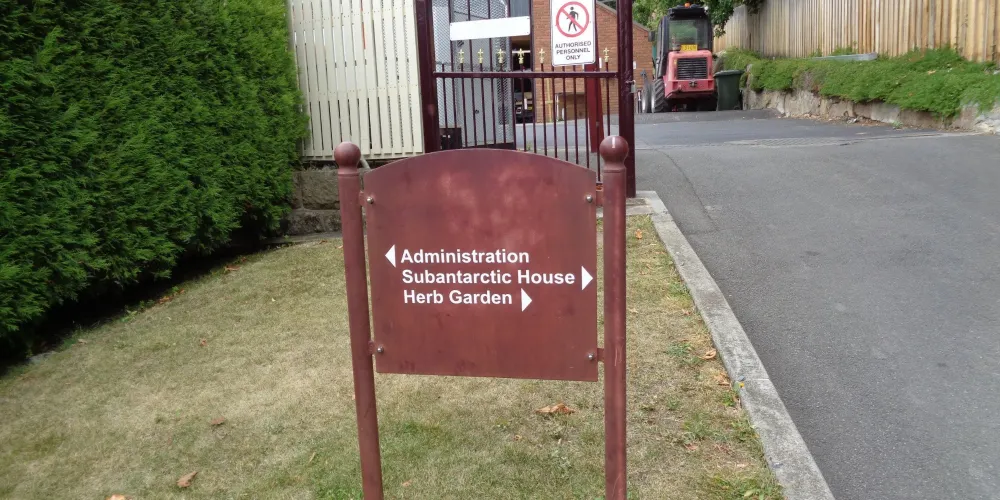 AUTHORISED
PERSONNEL
ONLY
Administration
Subantarctic House
Herb Garden